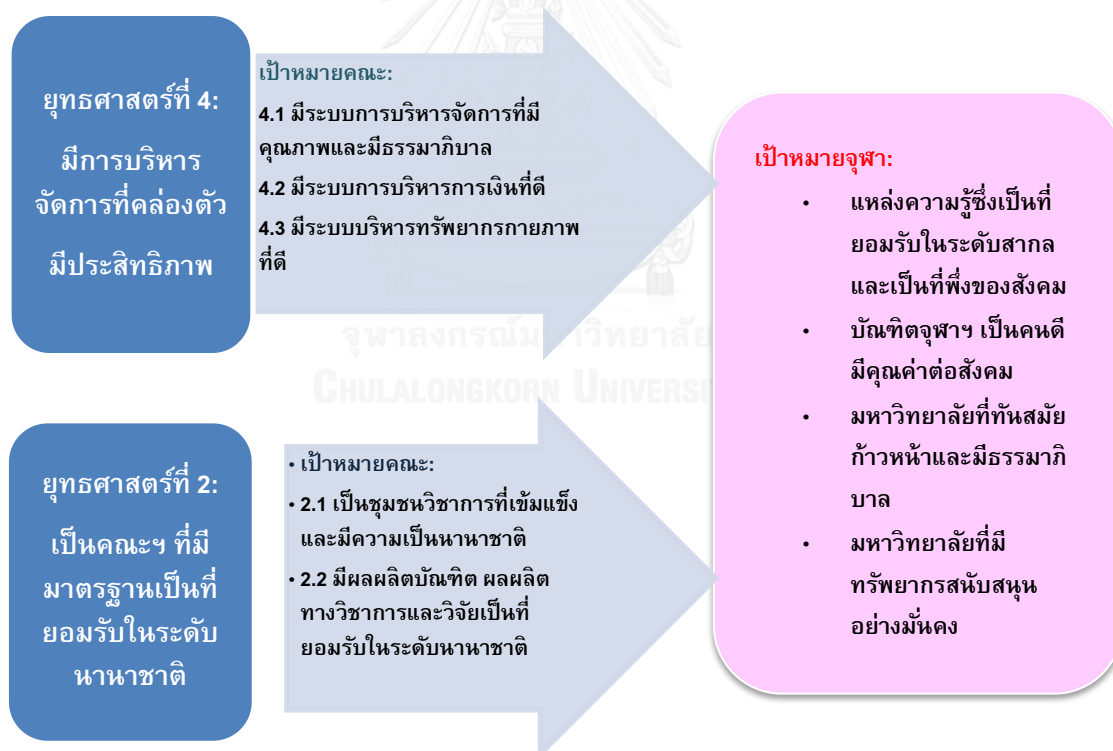 ยุทธศาสตร์ที่ 4:
มีการบริหาร
จัดการที่คล่องตัว
มีประสิทธิภาพ
เป้าหมายคณะ:
4.1 มีระบบการบริหารจัดการที่มี
คุณภาพและมีธรรมาภิบาล
4.2 มีระบบการบริหารการเงินที่ดี
4.3 มีระบบบริหารทรัพยากรกายภาพ
ที่ดี
ยุทธศาสตร์ที่ 2:
เป็นคณะฯ ที่มี
มาตรฐานเป็นที่
ยอมรับในระดับ
นานาชาติ
• เป้าหมายคณะ:
• 2.1 เป็นชุมชนวิชาการที่เข้มแข็ง
และมีความเป็นนานาชาติ
• 2.2 มีผลผลิตบัณฑิต ผลผลิต
ทางวิชาการและวิจัยเป็นที่
ยอมรับในระดับนานาชาติ
เป้าหมายจุฬา:
• แหล่งความรู้ซึ่งเป็นที่
ยอมรับในระดับสากล
และเป็นที่พึ่งของสังคม
• บัณฑิตจุฬาฯ เป็นคนดี
มีคุณค่าต่อสังคม
• มหาวิทยาลัยที่ทันสมัย
ก้าวหน้าและมีธรรมาภิ
บาล
• มหาวิทยาลัยที่มี
ทรัพยากรสนับสนุน
อย่างมั่นคง
จุฬาลงกรณ์ม าวิทยาลัย
CHULALONGKORN UNIVERSI